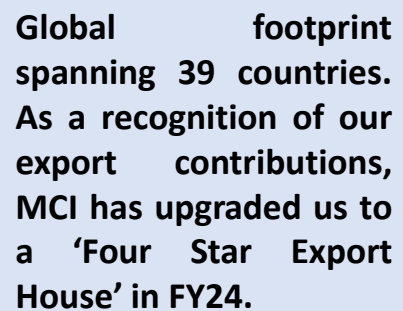 Global footprint
spanning 39 countries.
As a recognition of our
export contributions,
MCI has upgraded us to
a ‘Four Star Export
House’ in FY24.